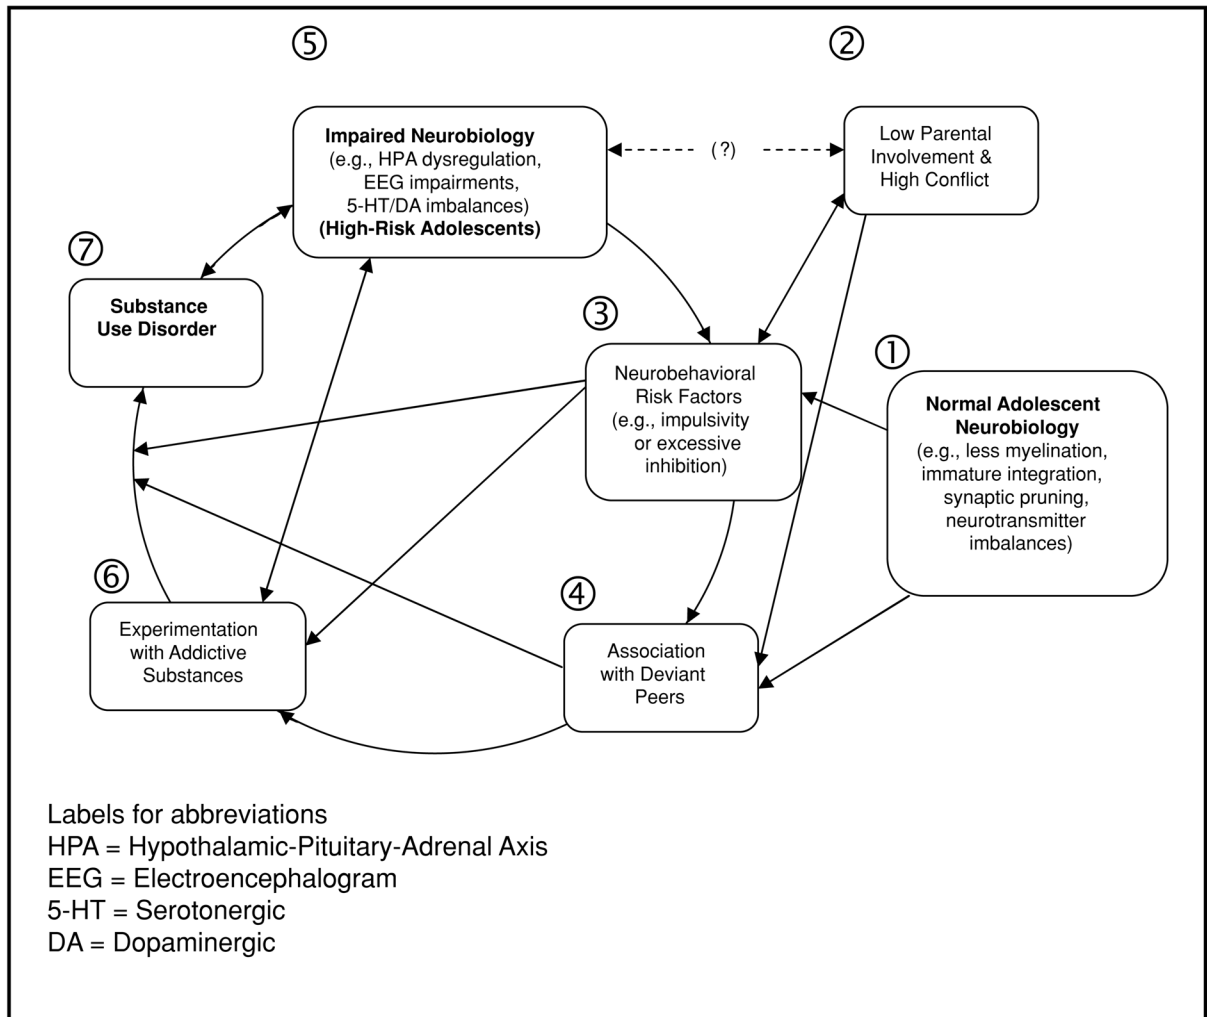 ⑤
②
Impaired Neurobiology
(e.g., HPA dysregulation,
EEG impairments,
5-HT/DA imbalances)
(High-Risk Adolescents)
(?)
Low Parental
Involvement &
High Conflict
⑦
Substance
Use Disorder
③
Neurobehavioral
Risk Factors
(e.g., impulsivity
or excessive
inhibition)
①
Normal Adolescent
Neurobiology
(e.g., less myelination,
immature integration,
synaptic pruning,
neurotransmitter
imbalances)
⑥
Experimentation
with Addictive
Substances
④
Association
with Deviant
Peers
Labels for abbreviations
HPA = Hypothalamic-Pituitary-Adrenal Axis
EEG = Electroencephalogram
5-HT = Serotonergic
DA = Dopaminergic